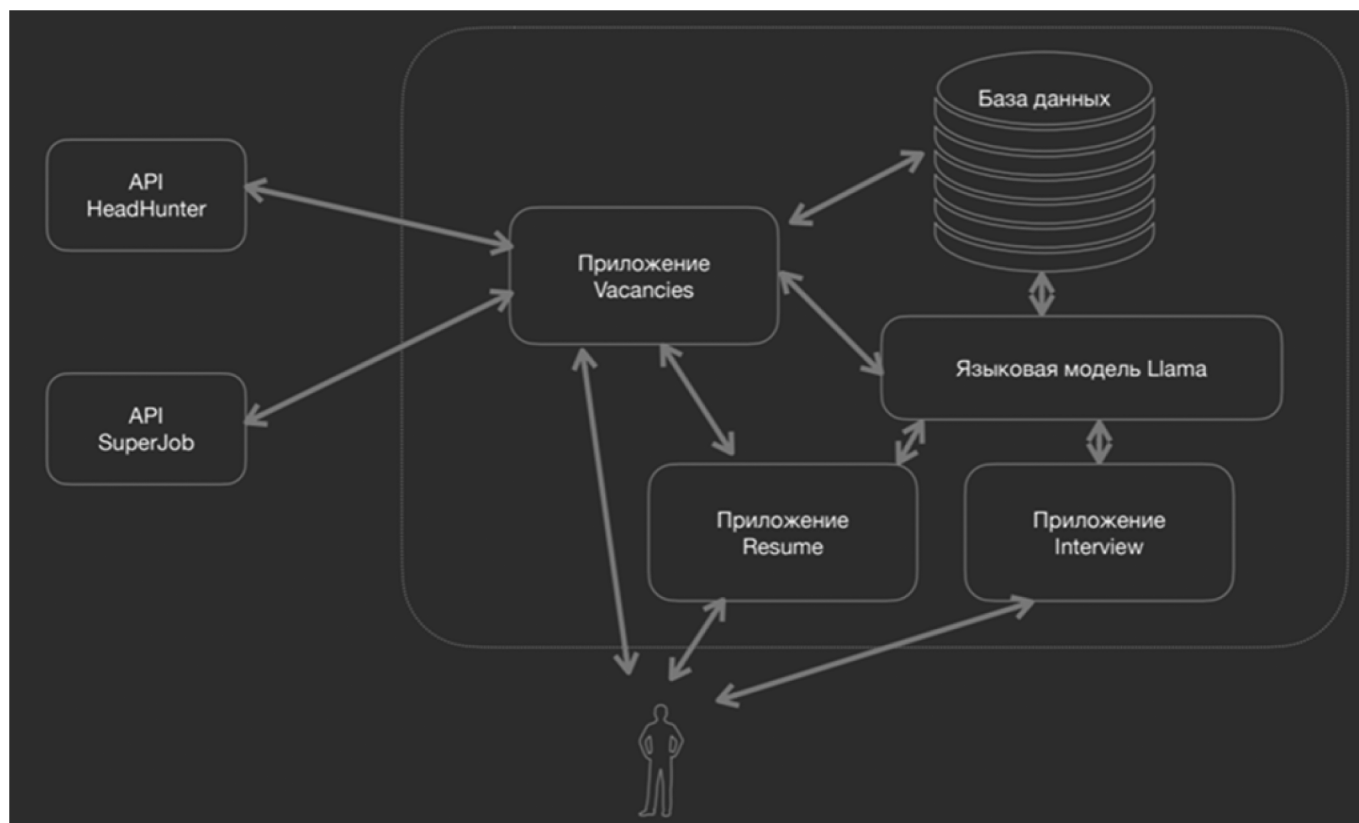 База данных
API
HeadHunter
Приложение
Vacancies
Языковая модель Llama
API
SuperJob
Приложение
Resume
Приложение
Interview